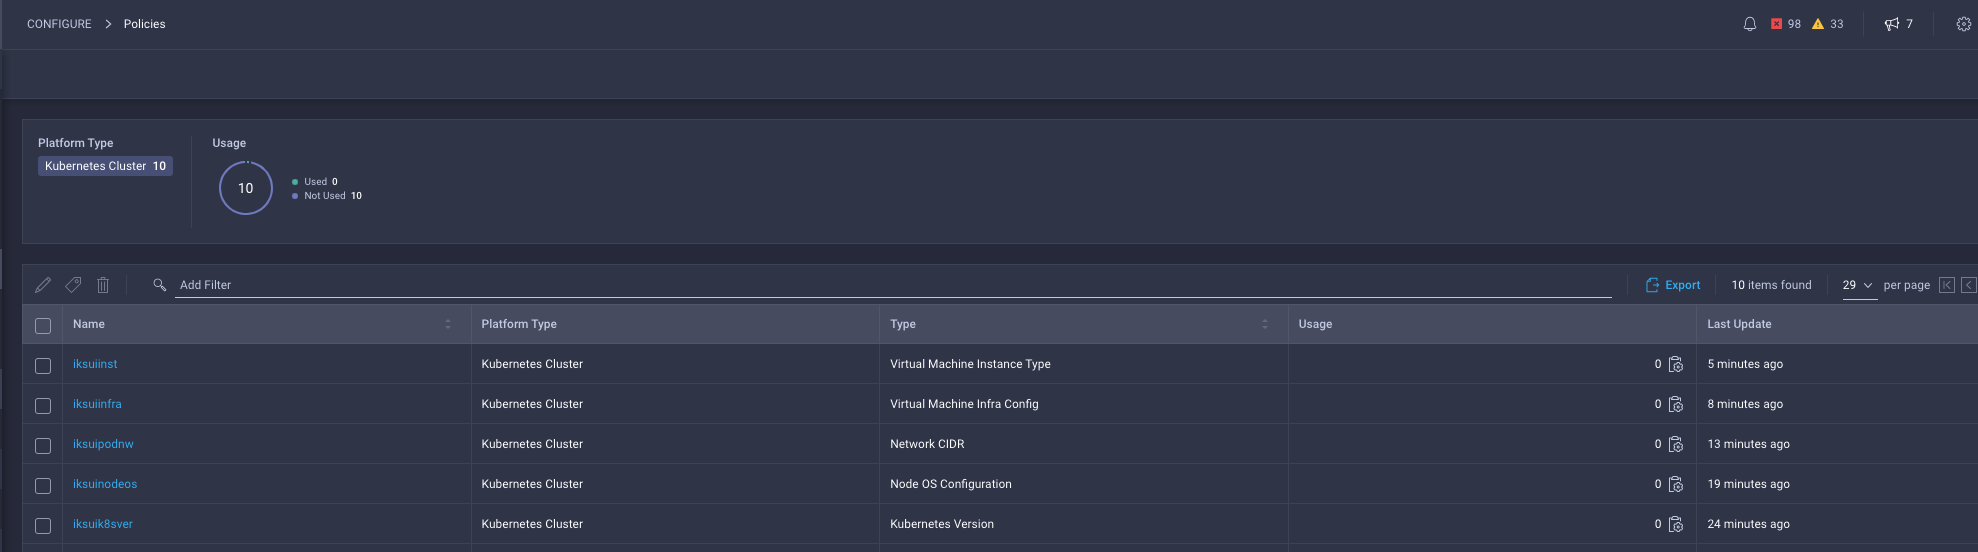 CONFIGURE > Policies 98 33 7
Platform Type Usage
Kubernetes Cluster 10
10
Used 0
Not Used 10
Add Filter Export 10 items found 29 per page
Name Platform Type Type Usage Last Update
iksuiinst Kubernetes Cluster Virtual Machine Instance Type 0 5 minutes ago
iksuiinfra Kubernetes Cluster Virtual Machine Infra Config 0 8 minutes ago
iksuipodnw Kubernetes Cluster Network CIDR 0 13 minutes ago
iksuinodeos Kubernetes Cluster Node OS Configuration 0 19 minutes ago
iksuik8sver Kubernetes Cluster Kubernetes Version 0 24 minutes ago